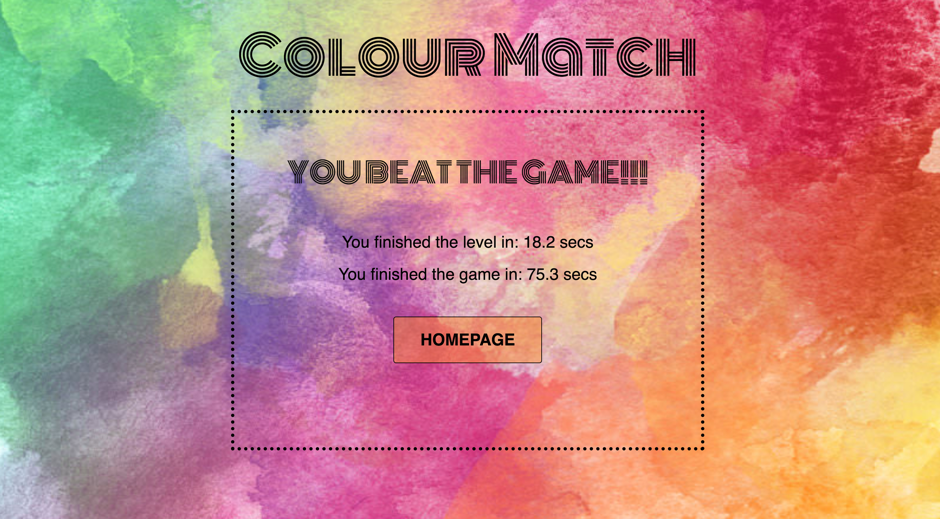 Colour Match
YOU BEAT THE GAME!!!!
You finished the level in: 18.2 secs
You finished the game in: 75.3 secs
HOMEPAGE